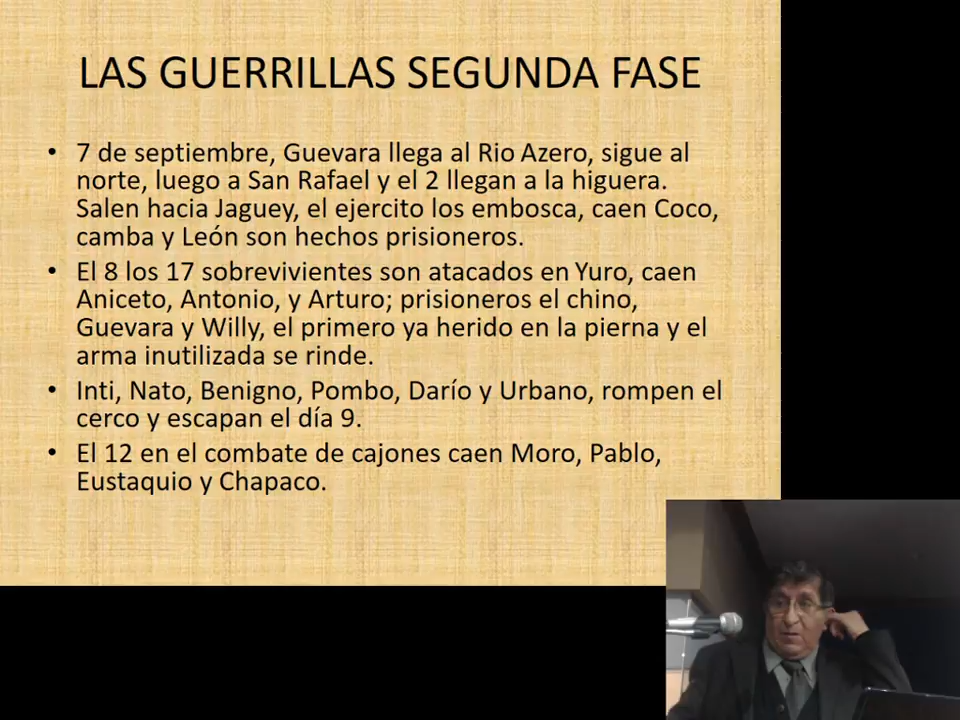 LAS GUERRILLAS SEGUNDA FASE
• 7 de septiembre, Guevara llega al Rio Azero, sigue al
norte, luego a San Rafael y el 2 llegan a la higuera.
Salen hacia Jaguey, el ejercito los embosca, caen Coco,
camba y León son hechos prisioneros.
• El 8 los 17 sobrevivientes son atacados en Yuro, caen
Aniceto, Antonio, y Arturo; prisioneros el chino,
Guevara y Willy, el primero ya herido en la pierna y el
arma inutilizada se rinde.
• Inti, Nato, Benigno, Pombo, Darío y Urbano, rompen el
cerco y escapan el día 9.
• El 12 en el combate de cajones caen Moro, Pablo,
Eustaquio y Chapaco.